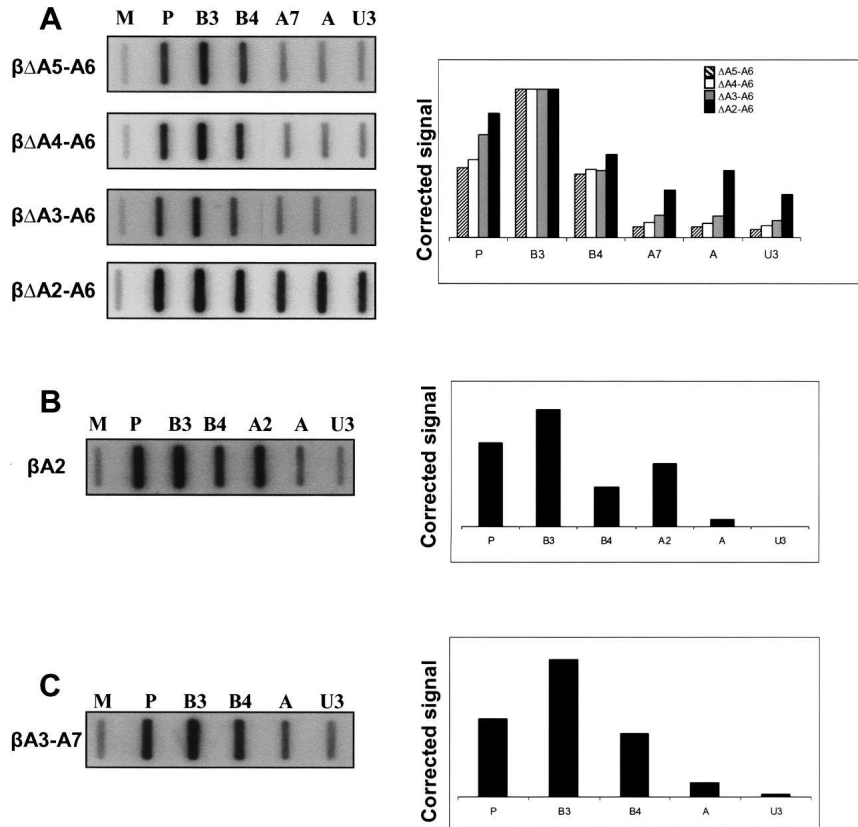 A
M P B3 B4 A7 A U3
βΔA5-A6
βΔA4-A6
βΔA3-A6
βΔA2-A6
Corrected signal
ΔA5-A6
ΔA4-A6
ΔA3-A6
ΔA2-A6
P B3 B4 A7 A U3
B
M P B3 B4 A2 A U3
βA2
Corrected signal
P B3 B4 A2 A U3
C
M P B3 B4 A U3
βA3-A7
Corrected signal
P B3 B4 A U3